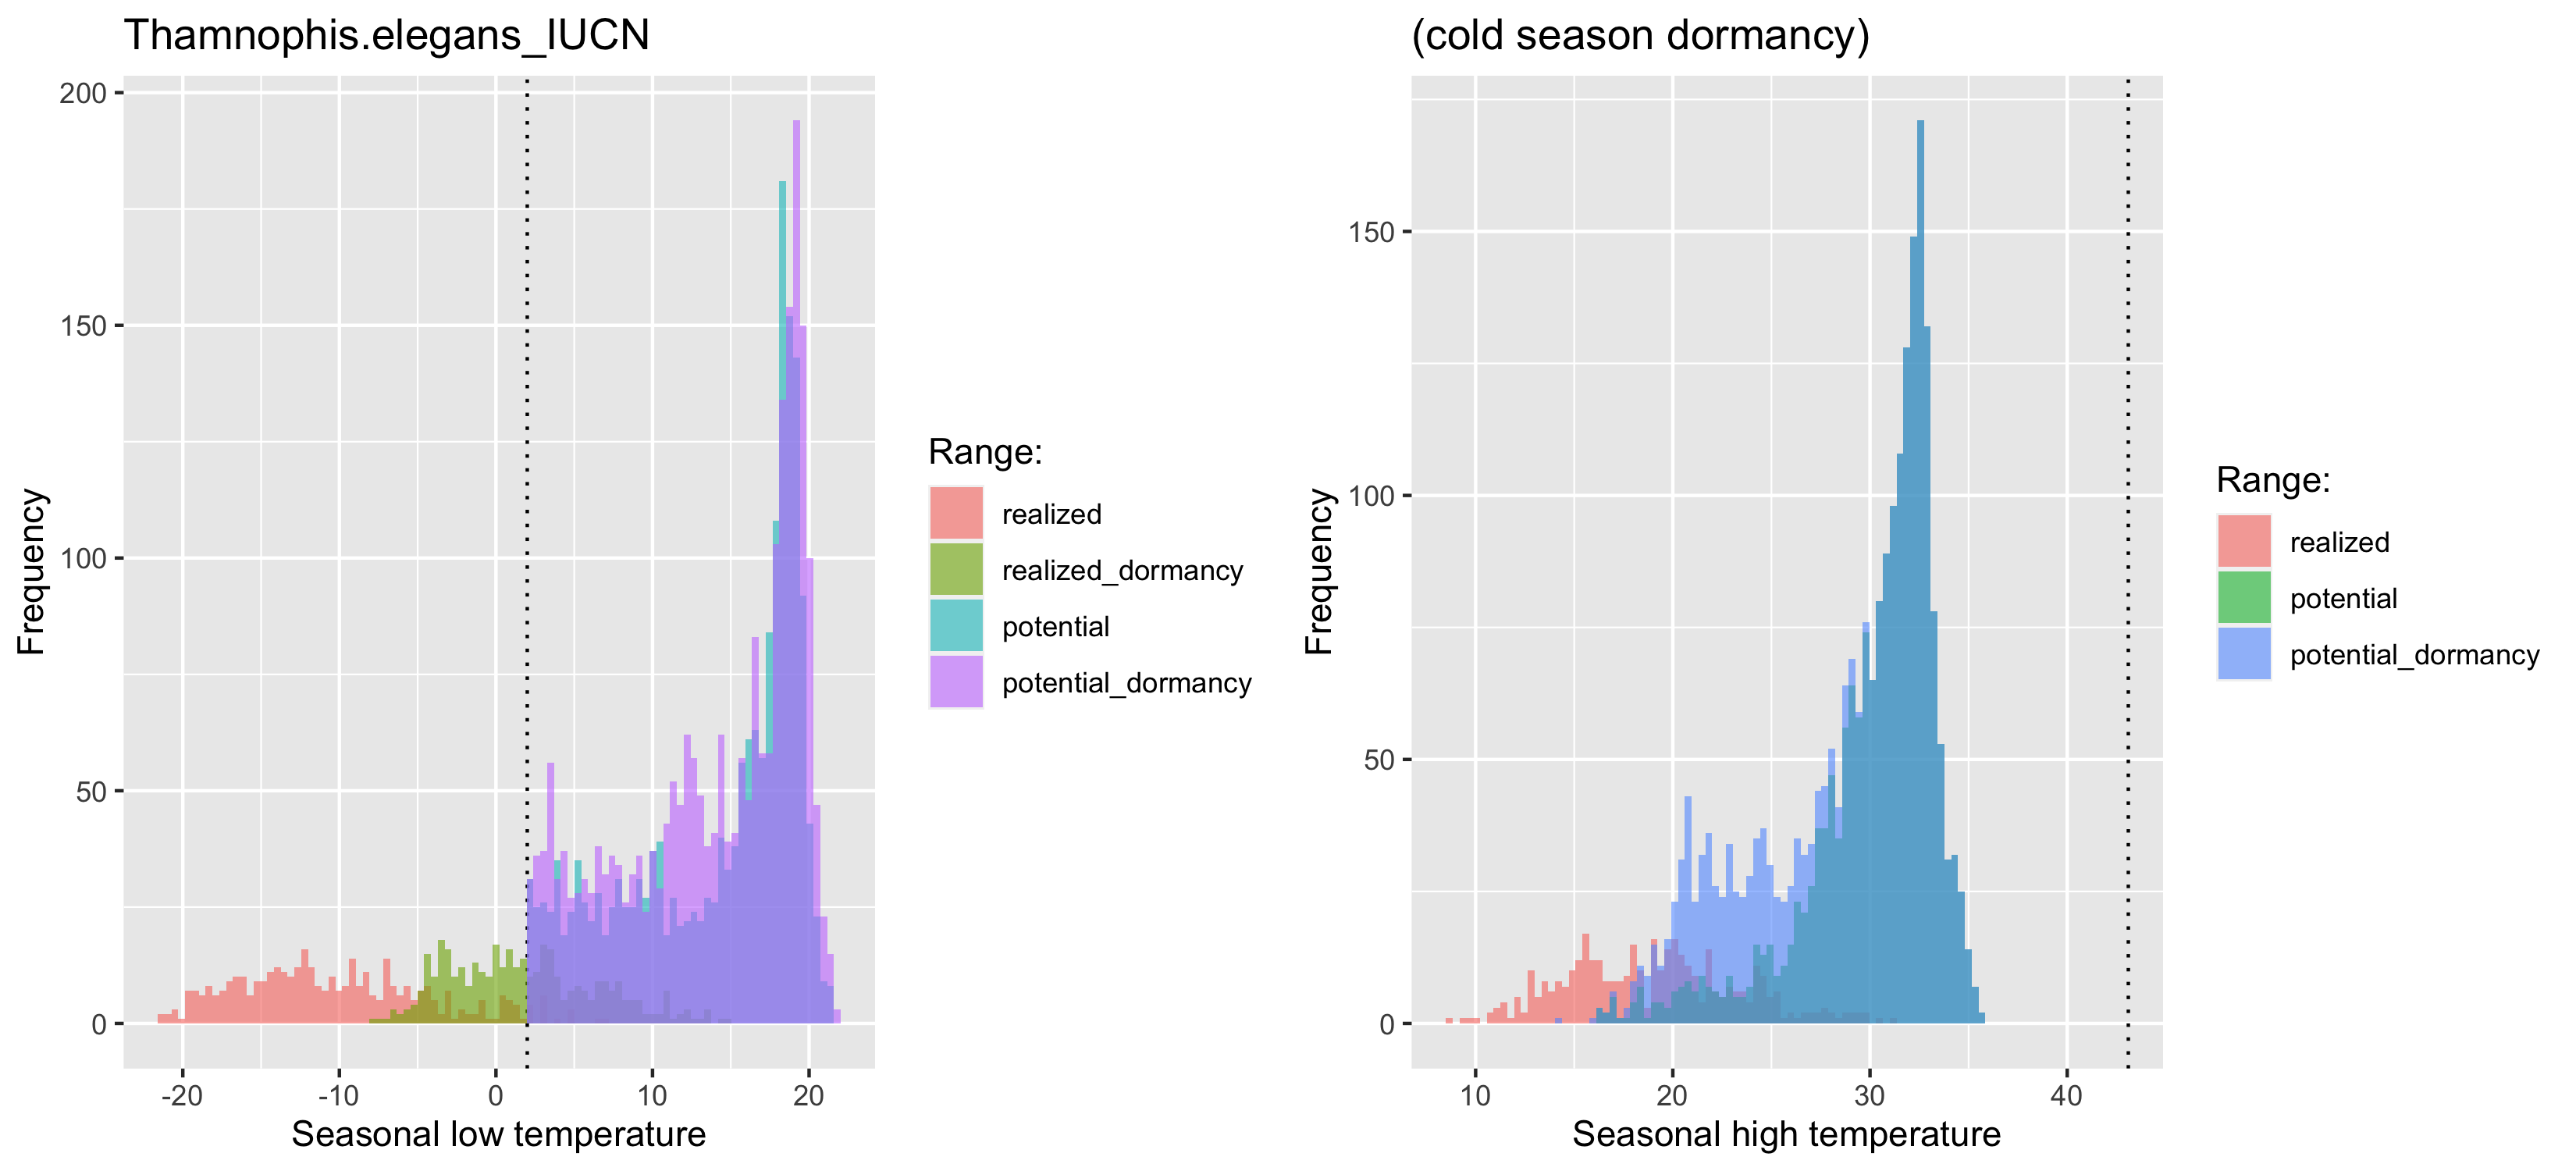 Thamnophis.elegans_IUCN
200
150
100
50
0
-20 -10 0 10 20
Seasonal low temperature
Frequency
Range:
realized
realized_dormancy
potential
potential_dormancy
(cold season dormancy)
150
100
50
0
10 20 30 40
Seasonal high temperature
Frequency
Range:
realized
potential
potential_dormancy